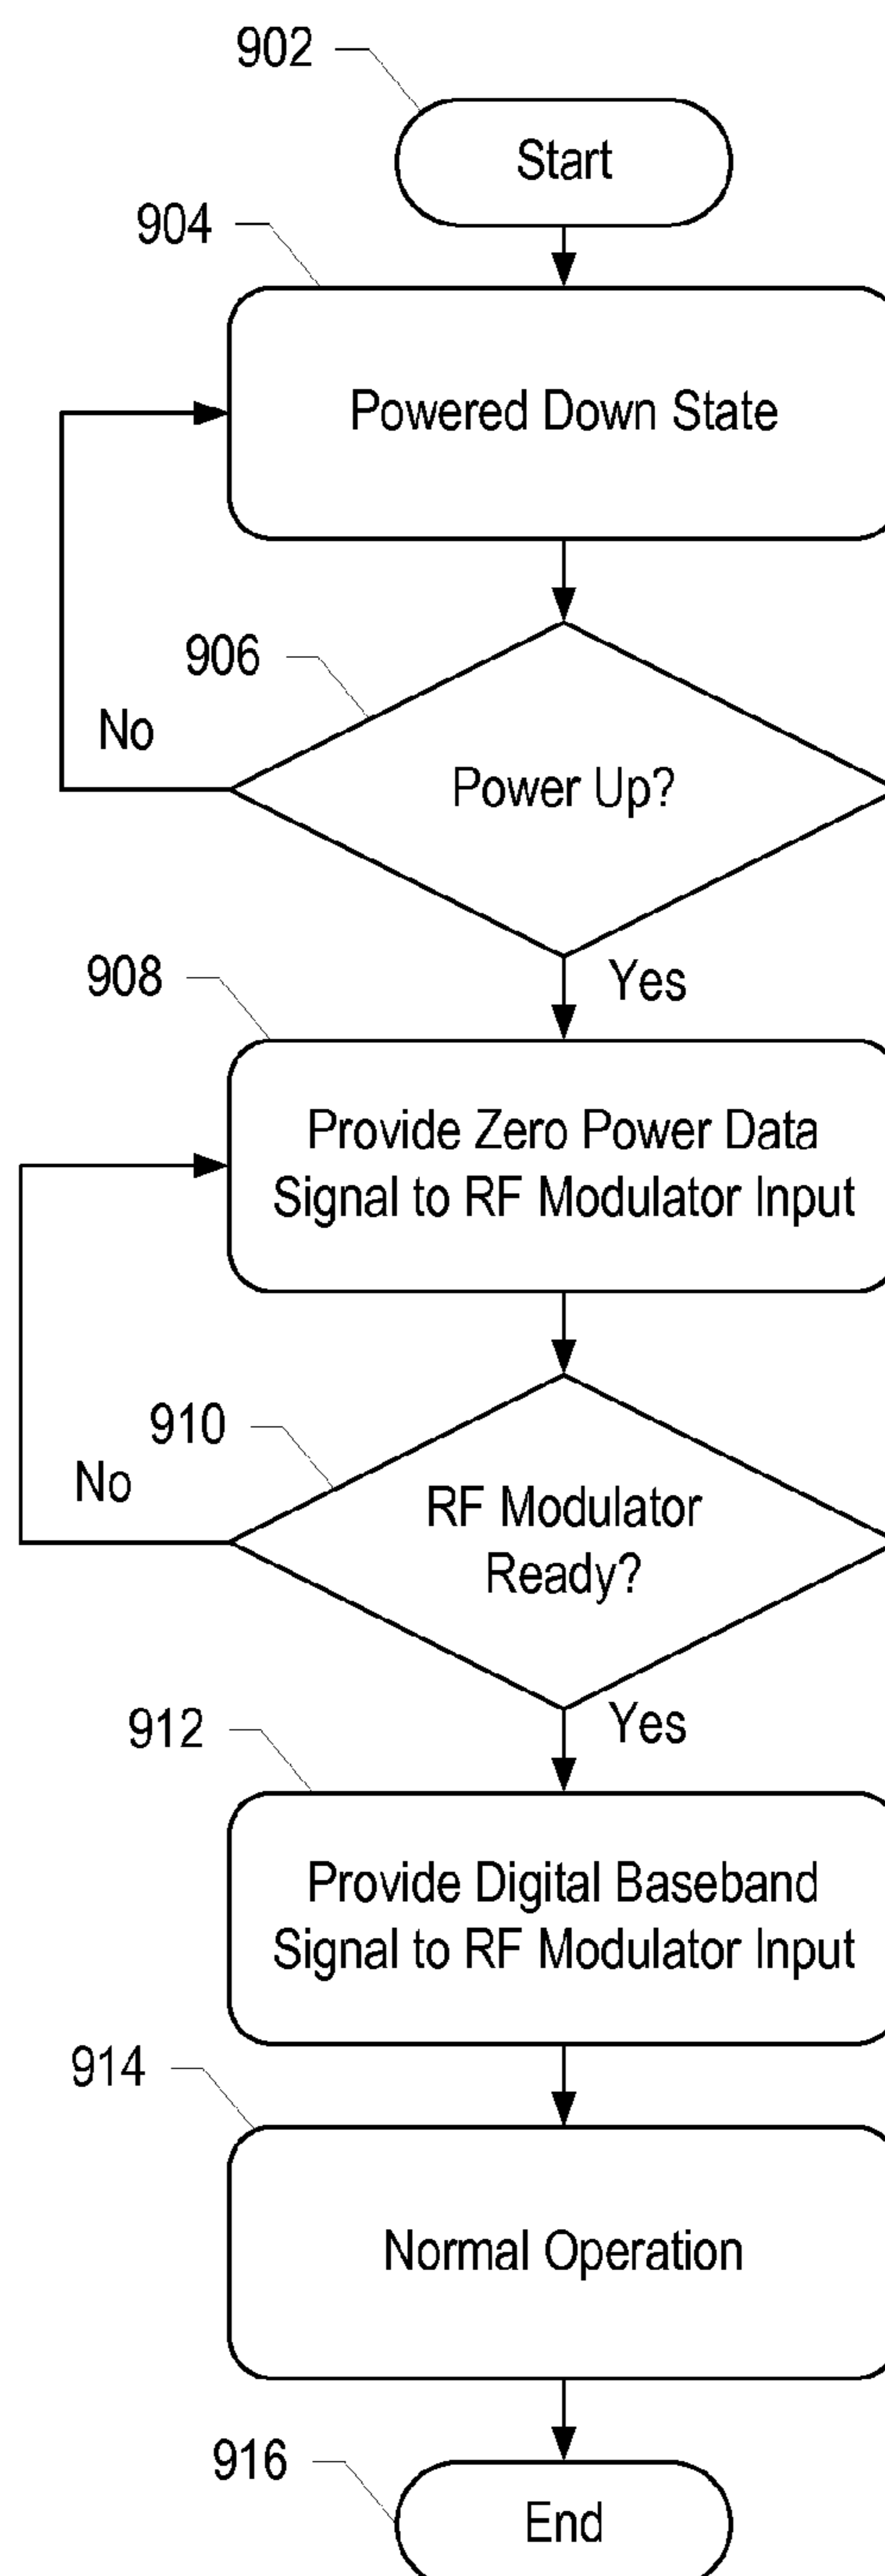 902
Start
904
Powered Down State
906
No
Power Up?
Yes
908
Provide Zero Power Data
Signal to RF Modulator Input
910
No
RF Modulator
Ready?
Yes
912
Provide Digital Baseband
Signal to RF Modulator Input
914
Normal Operation
916
End